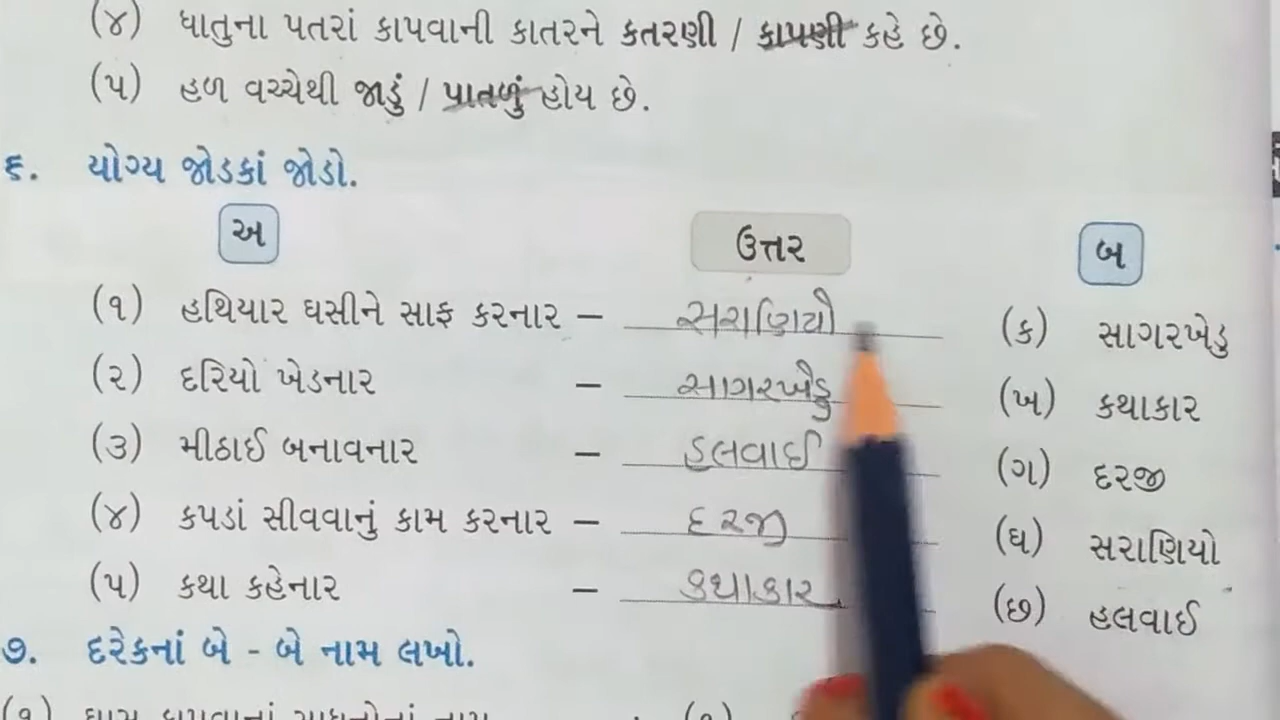 (૪) ધાતુના પતરાં કાપવાની કાતરને કતરણી / કાપણી કહે છે.
(૫) હળ વચ્ચેથી જાડું / પાતળું હોય છે.
૬. યોગ્ય જોડકાં જોડો.
અ ઉત્તર બ
(૧) હથિયાર ઘસીને સાફ કરનાર – સરાણિયો (ક) સાગરખેડુ
(૨) દરિયો ખેડનાર – સાગરખેડુ (ખ) કથાકાર
(૩) મીઠાઈ બનાવનાર – હલવાઈ (ગ) દરજી
(૪) કપડાં સીવવાનું કામ કરનાર – દરજી (ઘ) સરાણિયો
(૫) કથા કહેનાર – કથાકાર (છ) હલવાઈ
૭. દરેકનાં બે - બે નામ લખો.